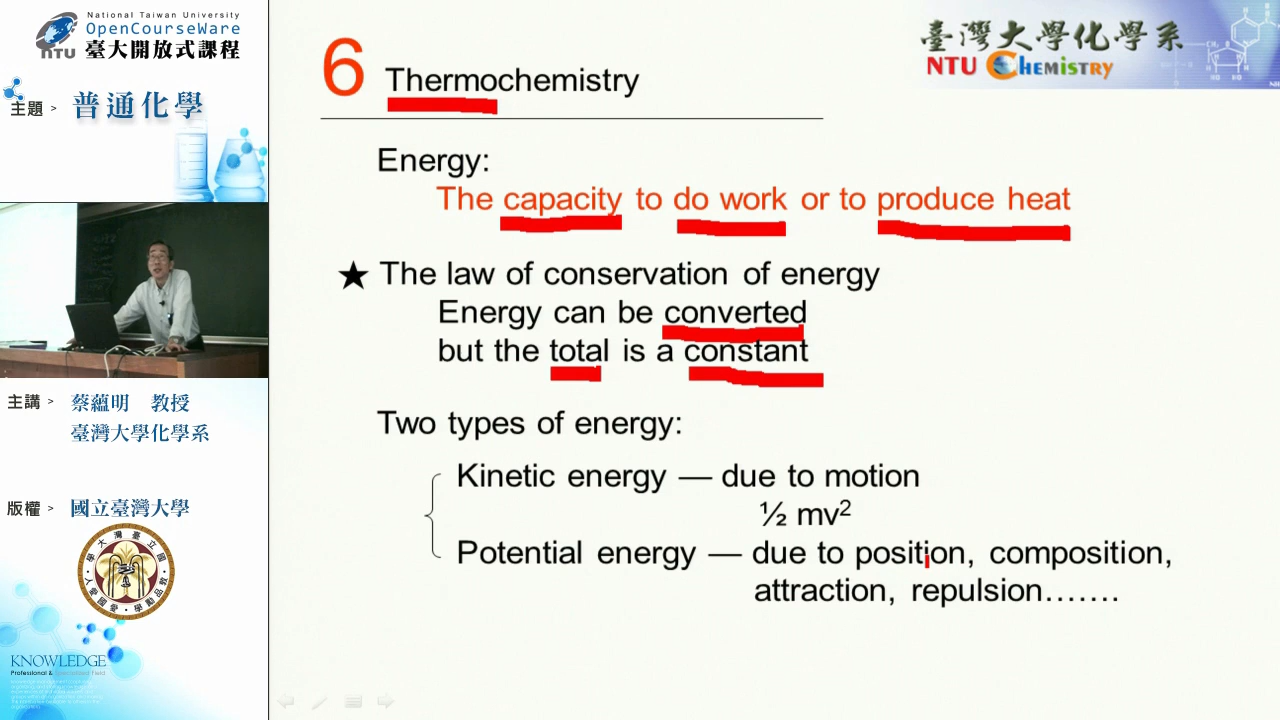 National Taiwan University
OpenCourseWare
NTU 臺大開放式課程
主題 > 普通化學
主講 > 蔡蘊明 教授
臺灣大學化學系
版權 > 國立臺灣大學
KNOWLEDGE
臺灣大學化學系
NTU Chemistry
6 Thermochemistry
Energy:
The capacity to do work or to produce heat
★ The law of conservation of energy
Energy can be converted
but the total is a constant
Two types of energy:
Kinetic energy — due to motion
½ mv²
Potential energy — due to position, composition,
attraction, repulsion…….